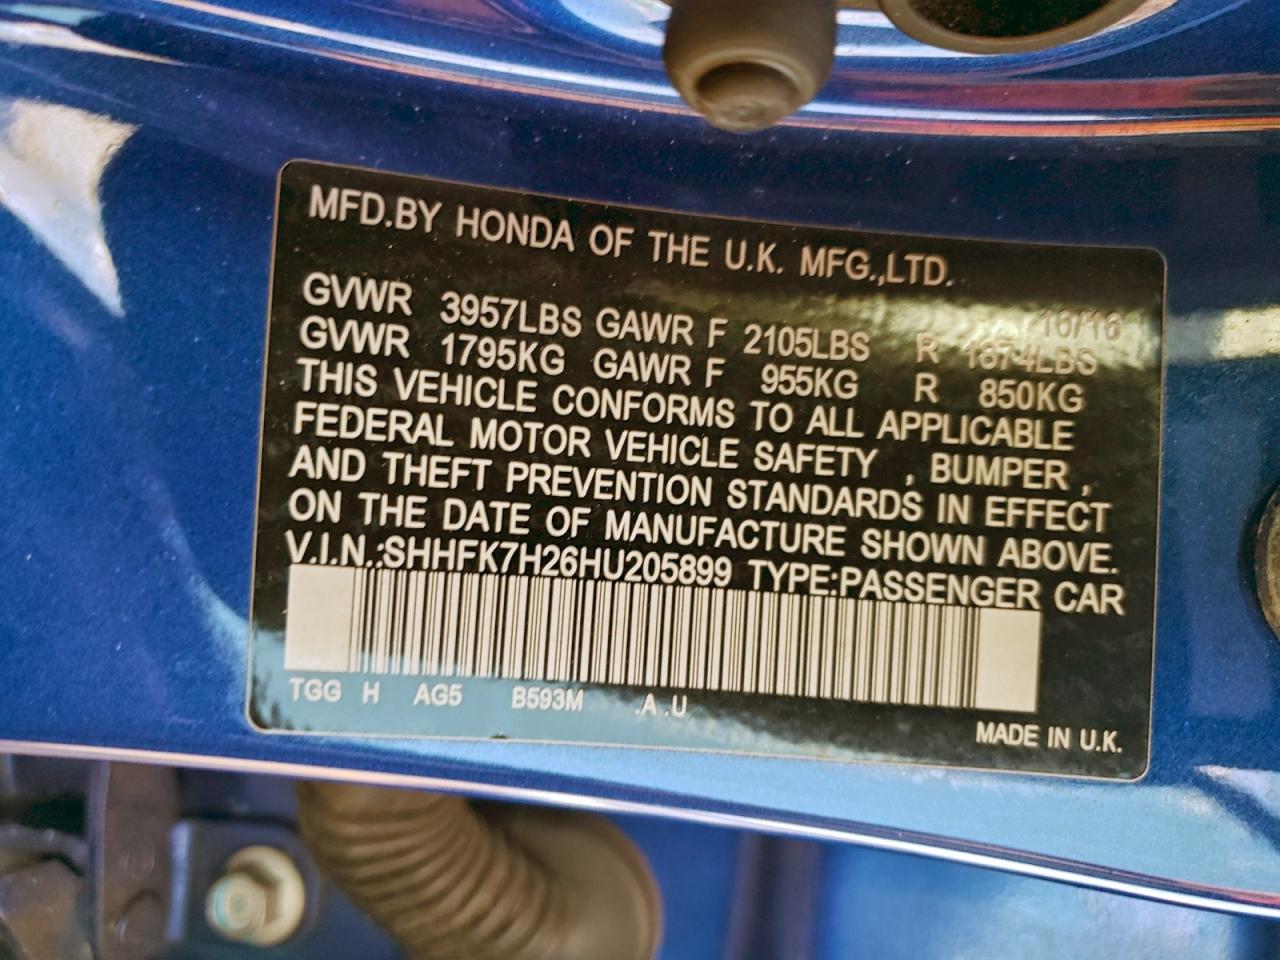 MFD.BY HONDA OF THE U.K. MFG.,LTD.
10/16
GVWR 3957LBS GAWR F 2105LBS R 1874LBS
GVWR 1795KG GAWR F 955KG R 850KG
THIS VEHICLE CONFORMS TO ALL APPLICABLE
FEDERAL MOTOR VEHICLE SAFETY , BUMPER ,
AND THEFT PREVENTION STANDARDS IN EFFECT
ON THE DATE OF MANUFACTURE SHOWN ABOVE.
V.I.N.:SHHFK7H26HU205899 TYPE:PASSENGER CAR
TGG H AG5 B593M .A .U
MADE IN U.K.